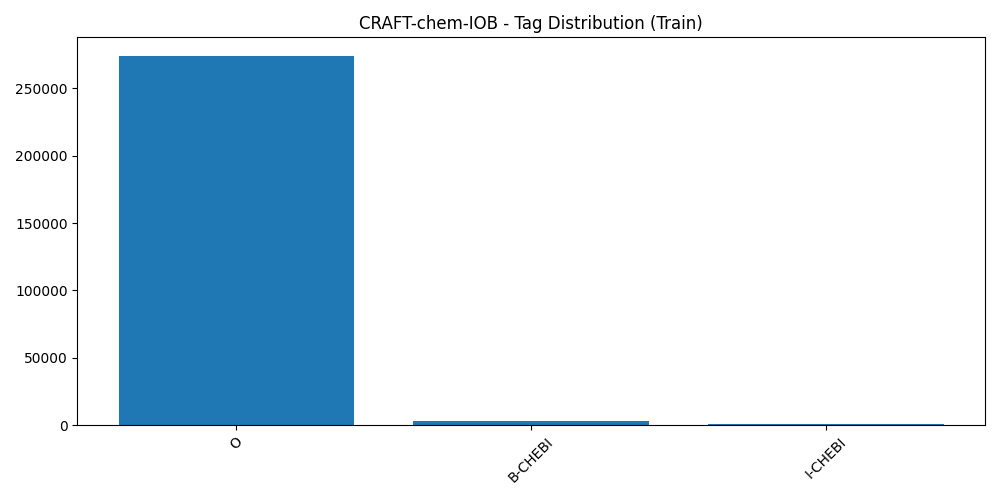 CRAFT-chem-IOB - Tag Distribution (Train)
250000
200000
150000
100000
50000
0
O
B-CHEBI
I-CHEBI